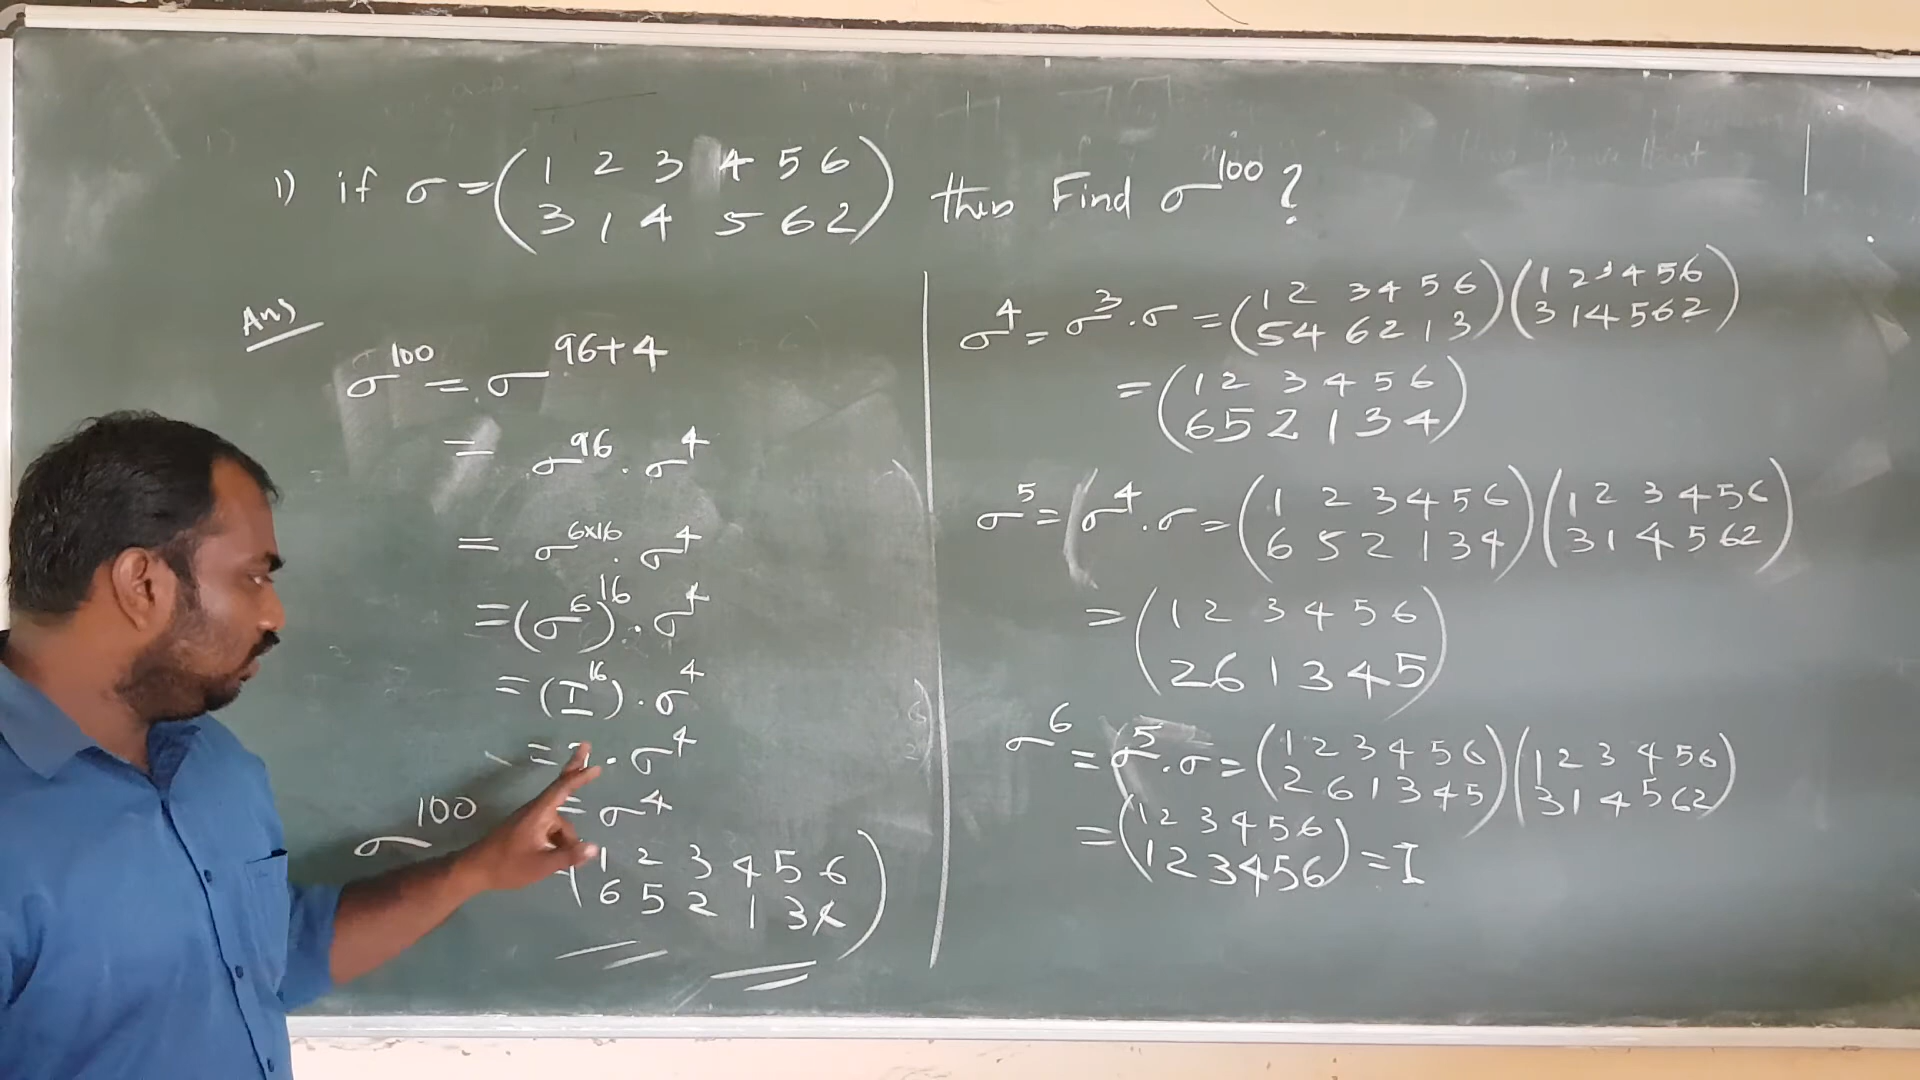 1) if σ = (1 2 3 4 5 6) then Find σ^100 ?
(3 1 4 5 6 2)
Ans
σ^100 = σ^96+4
= σ^96 . σ^4
= σ^6×16 . σ^4
= (σ^6)^16 . σ^4
= (I^16) . σ^4
= I . σ^4
= σ^4
σ^100
(1 2 3 4 5 6)
(6 5 2 1 3 4)
σ^4 = σ^3 . σ = (1 2 3 4 5 6) (1 2 3 4 5 6)
(5 4 6 2 1 3) (3 1 4 5 6 2)
= (1 2 3 4 5 6)
(6 5 2 1 3 4)
σ^5 = σ^4 . σ = (1 2 3 4 5 6) (1 2 3 4 5 6)
(6 5 2 1 3 4) (3 1 4 5 6 2)
= (1 2 3 4 5 6)
(2 6 1 3 4 5)
σ^6 = σ^5 . σ = (1 2 3 4 5 6) (1 2 3 4 5 6)
(2 6 1 3 4 5) (3 1 4 5 6 2)
= (1 2 3 4 5 6)
(1 2 3 4 5 6) = I